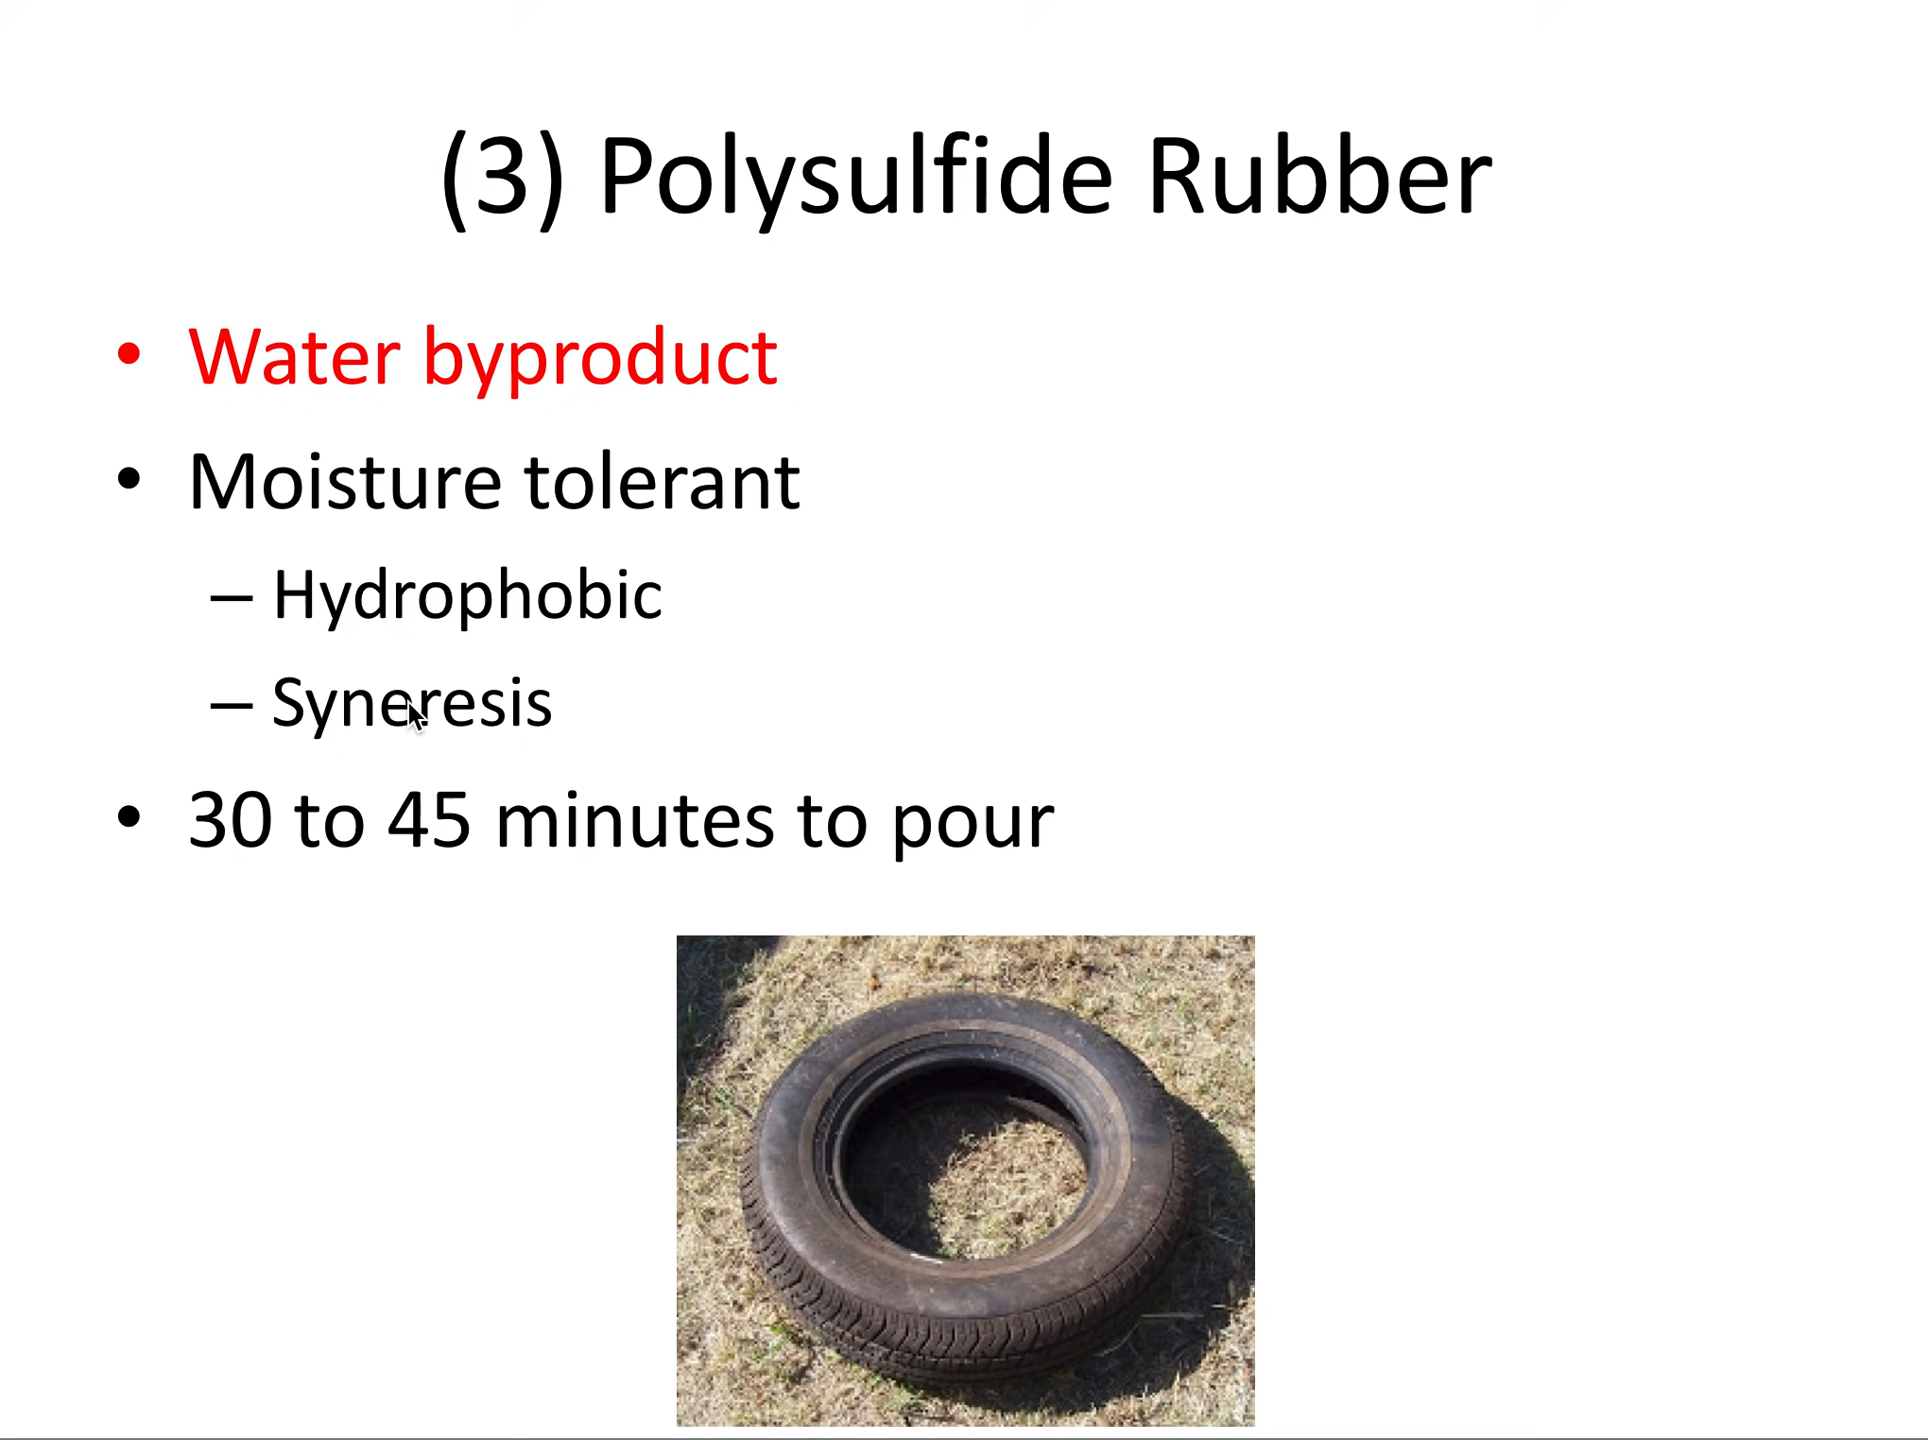 (3) Polysulfide Rubber
• Water byproduct
• Moisture tolerant
– Hydrophobic
– Syneresis
• 30 to 45 minutes to pour